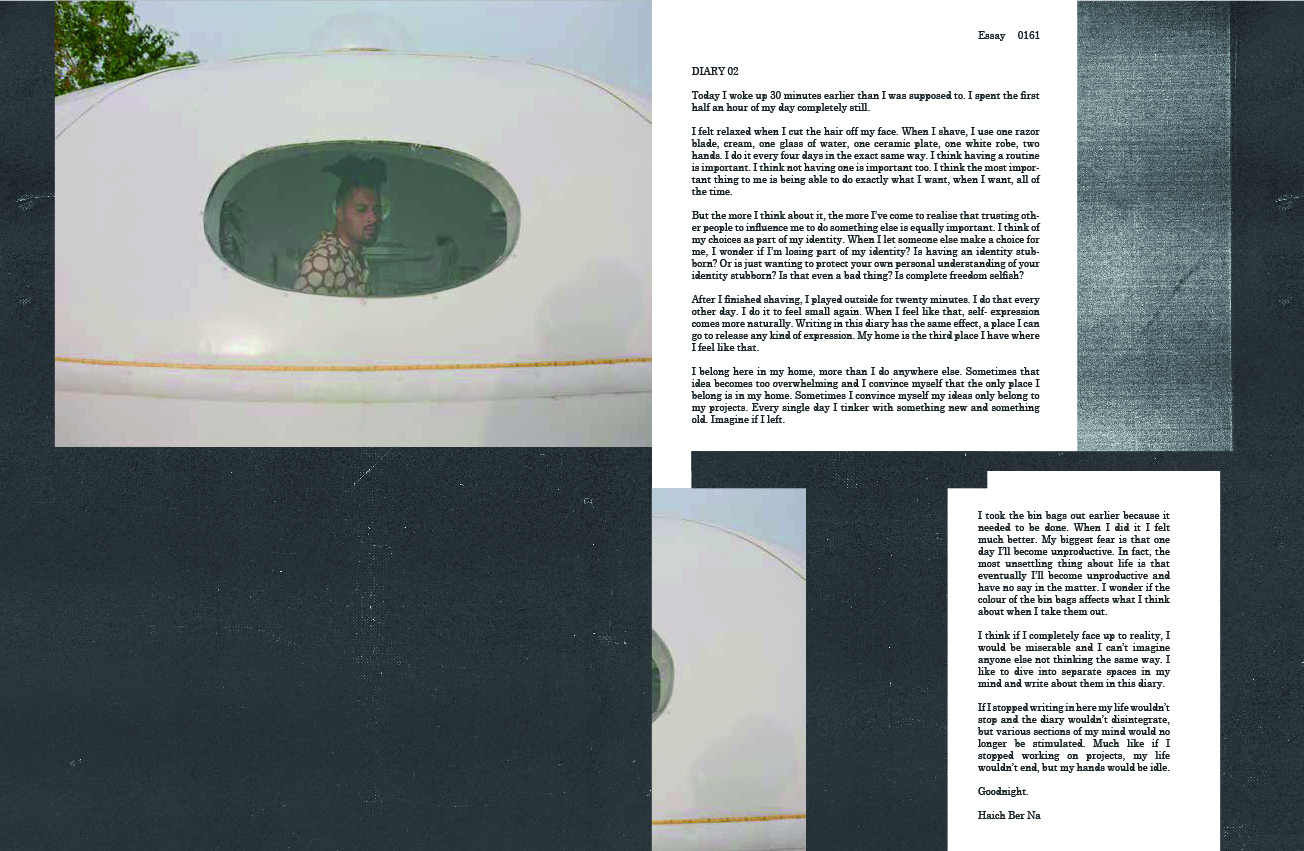 Essay 0161
DIARY 02
Today I woke up 30 minutes earlier than I was supposed to. I spent the first
half an hour of my day completely still.
I felt relaxed when I cut the hair off my face. When I shave, I use one razor
blade, cream, one glass of water, one ceramic plate, one white robe, two
hands. I do it every four days in the exact same way. I think having a routine
is important. I think not having one is important too. I think the most impor-
tant thing to me is being able to do exactly what I want, when I want, all of
the time.
But the more I think about it, the more I've come to realise that trusting oth-
er people to influence me to do something else is equally important. I think of
my choices as part of my identity. When I let someone else make a choice for
me, I wonder if I'm losing part of my identity? Is having an identity stub-
born? Or is just wanting to protect your own personal understanding of your
identity stubborn? Is that even a bad thing? Is complete freedom selfish?
After I finished shaving, I played outside for twenty minutes. I do that every
other day. I do it to feel small again. When I feel like that, self- expression
comes more naturally. Writing in this diary has the same effect, a place I can
go to release any kind of expression. My home is the third place I have where
I feel like that.
I belong here in my home, more than I do anywhere else. Sometimes that
idea becomes too overwhelming and I convince myself that the only place I
belong is in my home. Sometimes I convince myself my ideas only belong to
my projects. Every single day I tinker with something new and something
old. Imagine if I left.
I took the bin bags out earlier because it
needed to be done. When I did it I felt
much better. My biggest fear is that one
day I'll become unproductive. In fact, the
most unsettling thing about life is that
eventually I'll become unproductive and
have no say in the matter. I wonder if the
colour of the bin bags affects what I think
about when I take them out.
I think if I completely face up to reality, I
would be miserable and I can't imagine
anyone else not thinking the same way. I
like to dive into separate spaces in my
mind and write about them in this diary.
If I stopped writing in here my life wouldn't
stop and the diary wouldn't disintegrate,
but various sections of my mind would no
longer be stimulated. Much like if I
stopped working on projects, my life
wouldn't end, but my hands would be idle.
Goodnight.
Haich Ber Na